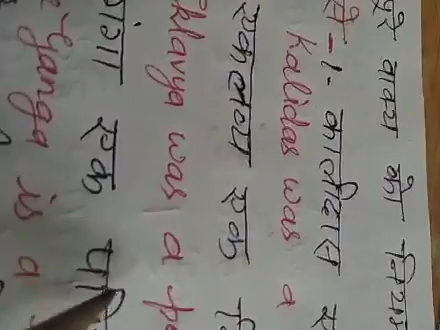 पूरे वाक्य को
1. कालीदास
Kalidas was a
एकलव्य एक
eklavya was a
गंगा एक
Ganga is a